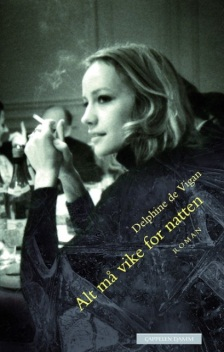 Delphine de Vigan
Alt må vike for natten
ROMAN
CAPPELEN DAMM